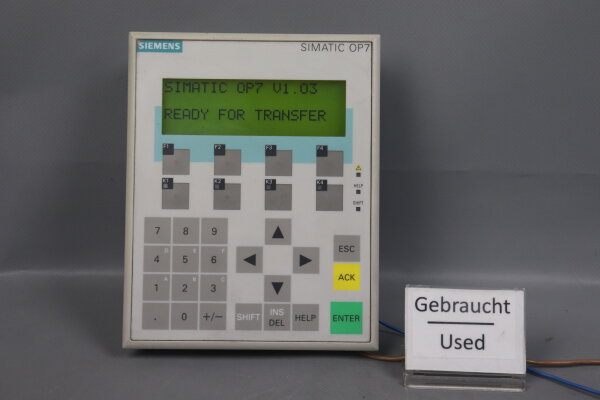 SIEMENS
SIMATIC OP7
SIMATIC OP7 V1.03
READY FOR TRANSFER
F1 F2 F3 F4
K1 K2 K3 K4
HELP
SHIFT
7 8 9
D E F
4 5 6
A B C
1 2 3
. 0 +/−
ESC
ACK
SHIFT INS DEL HELP ENTER
Gebraucht
Used